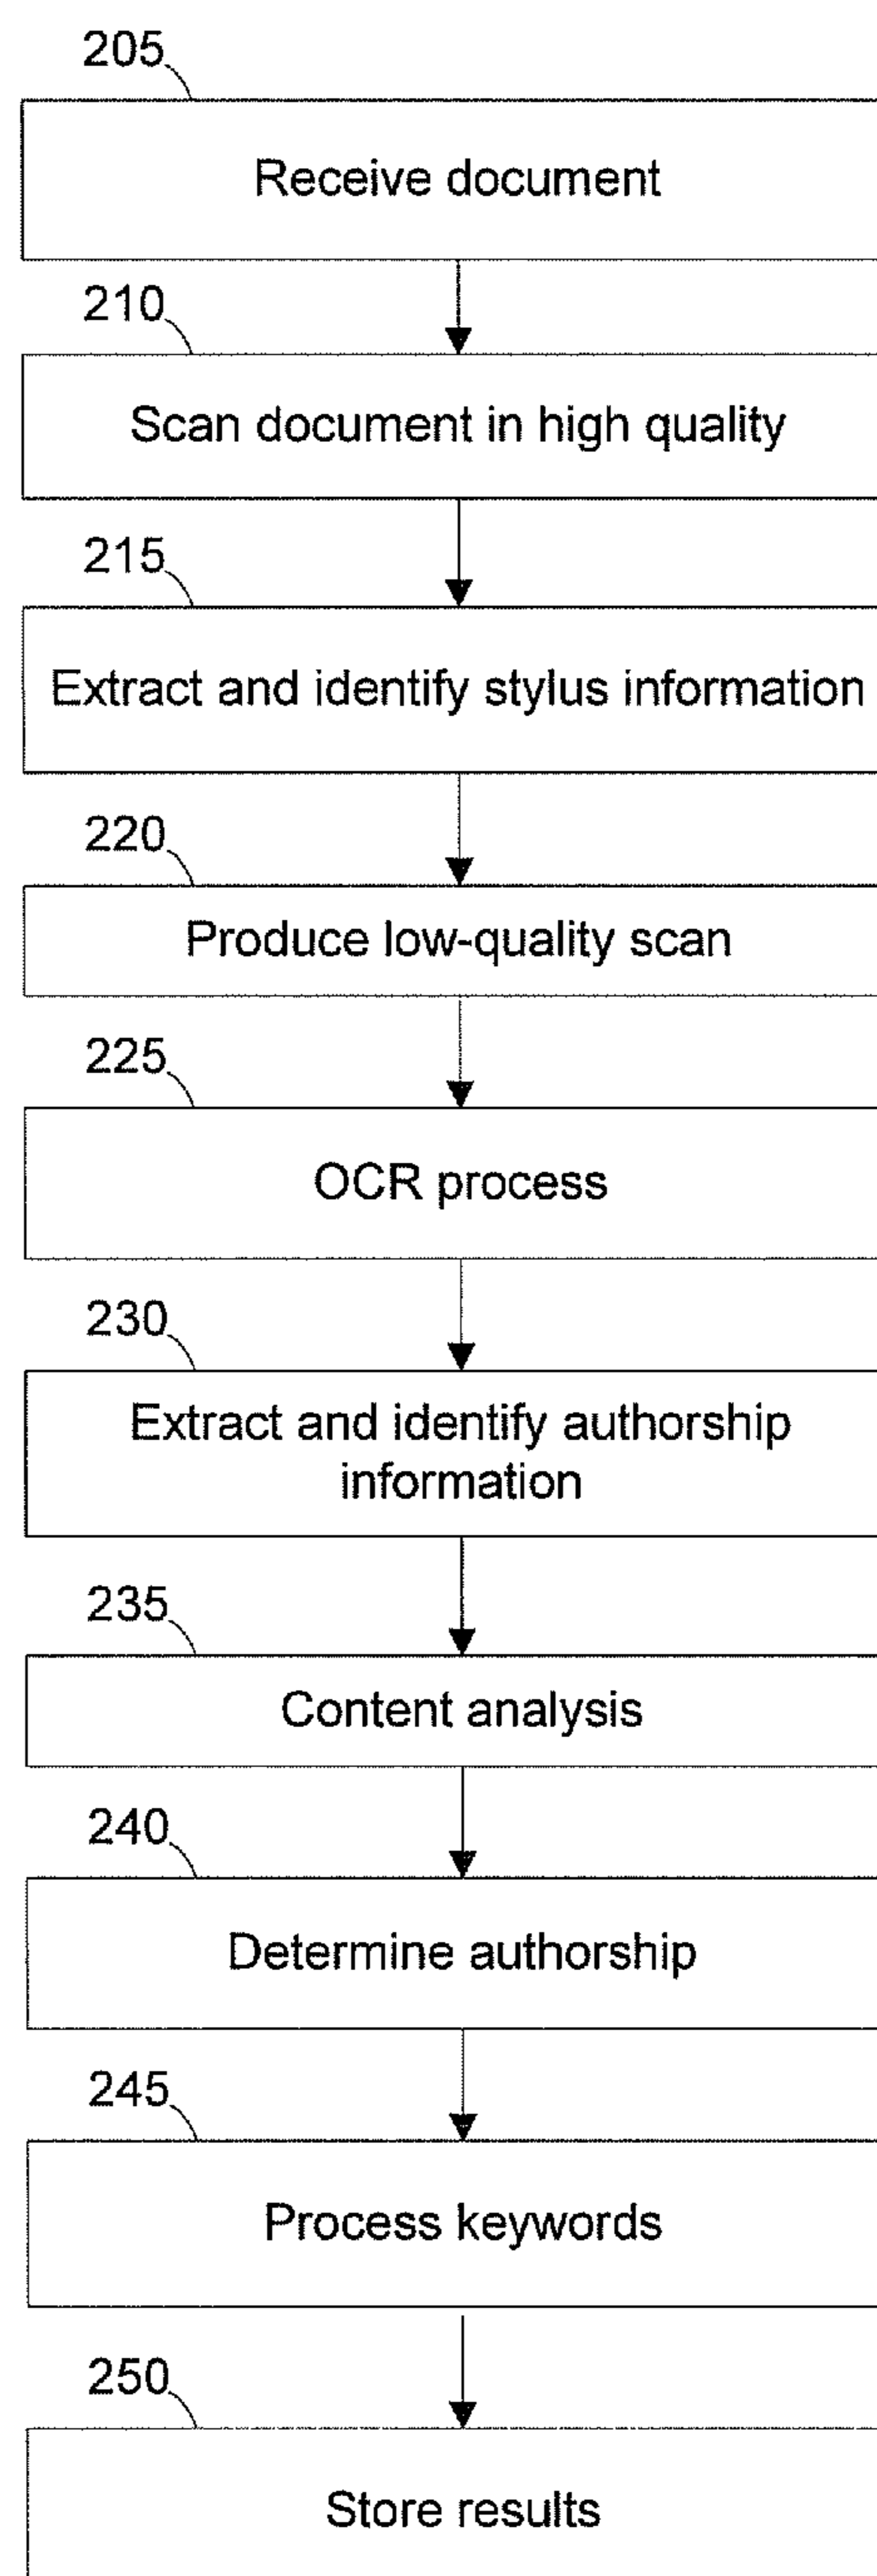 205
Receive document
210
Scan document in high quality
215
Extract and identify stylus information
220
Produce low-quality scan
225
OCR process
230
Extract and identify authorship
information
235
Content analysis
240
Determine authorship
245
Process keywords
250
Store results